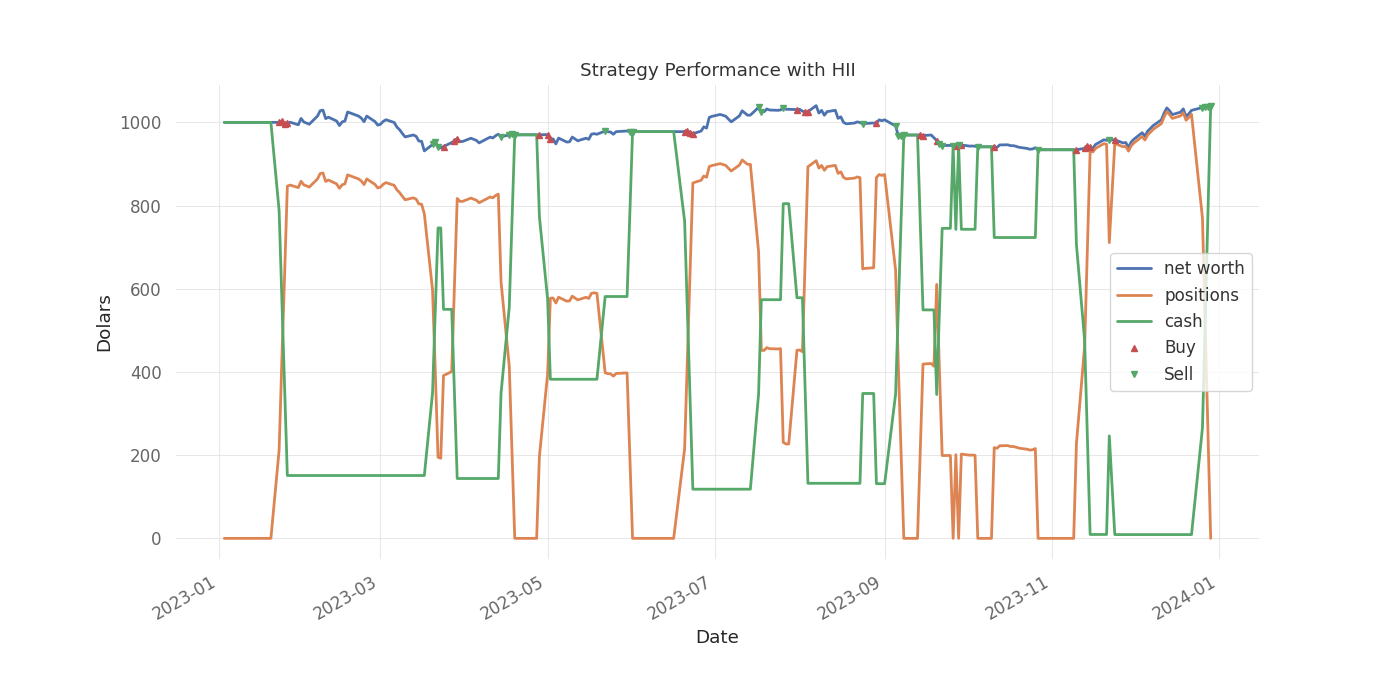 Strategy Performance with HII
Dolars
1000
800
600
400
200
0
net worth
positions
cash
Buy
Sell
2023-01
2023-03
2023-05
2023-07
2023-09
2023-11
2024-01
Date